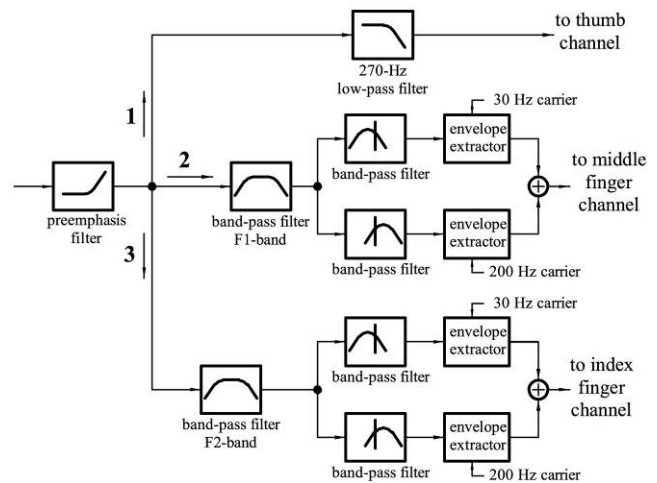 to thumb
channel
270-Hz
low-pass filter
1
30 Hz carrier
envelope
extractor
2
band-pass filter
to middle
finger
channel
preemphasis
filter
band-pass filter
F1-band
3
envelope
extractor
band-pass filter
200 Hz carrier
30 Hz carrier
envelope
extractor
band-pass filter
to index
finger
channel
band-pass filter
F2-band
envelope
extractor
band-pass filter
200 Hz carrier